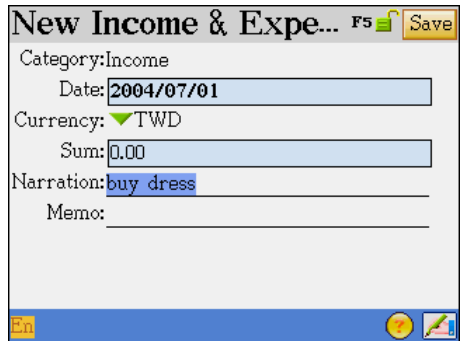 New Income & Expe... F5 Save
Category:Income
Date:2004/07/01
Currency: TWD
Sum:0.00
Narration:buy dress
Memo:
En ?